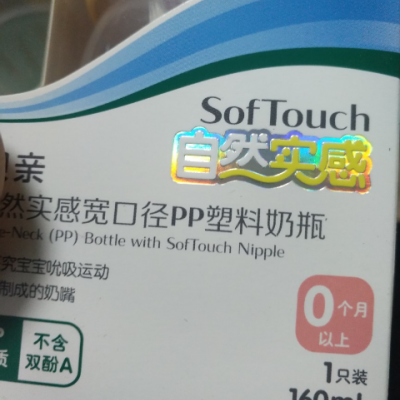 SofTouch
自然实感
亲
然实感宽口径PP塑料奶瓶
-Neck (PP) Bottle with SofTouch Nipple
究宝宝吮吸运动
制成的奶嘴
0个月
以上
质
不含
双酚A
1只装
160ml